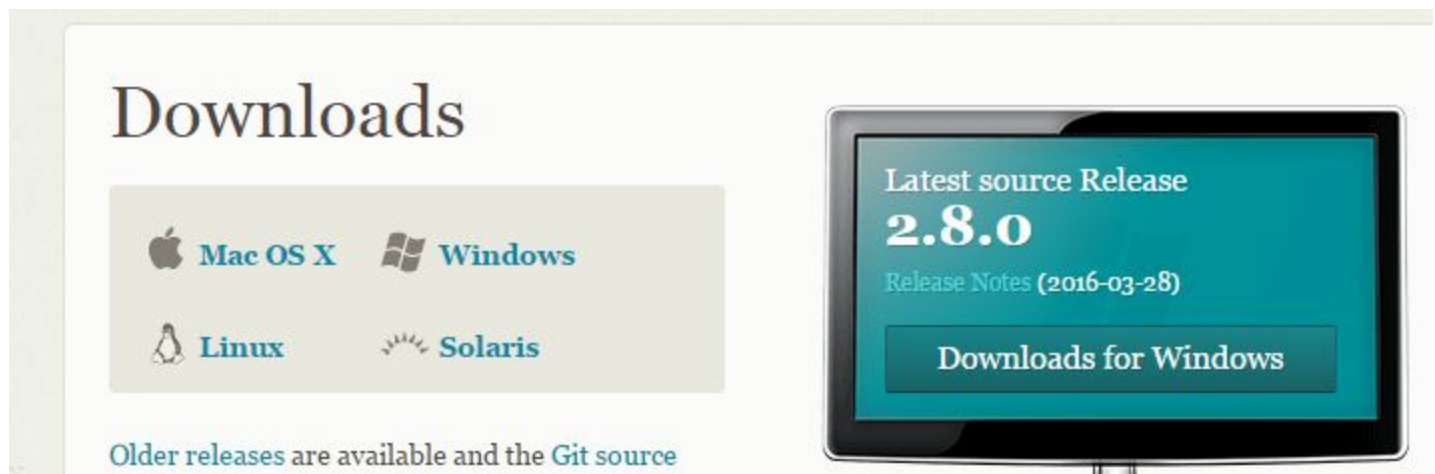 Downloads
Mac OS X Windows
Linux Solaris
Older releases are available and the Git source
Latest source Release
2.8.0
Release Notes (2016-03-28)
Downloads for Windows